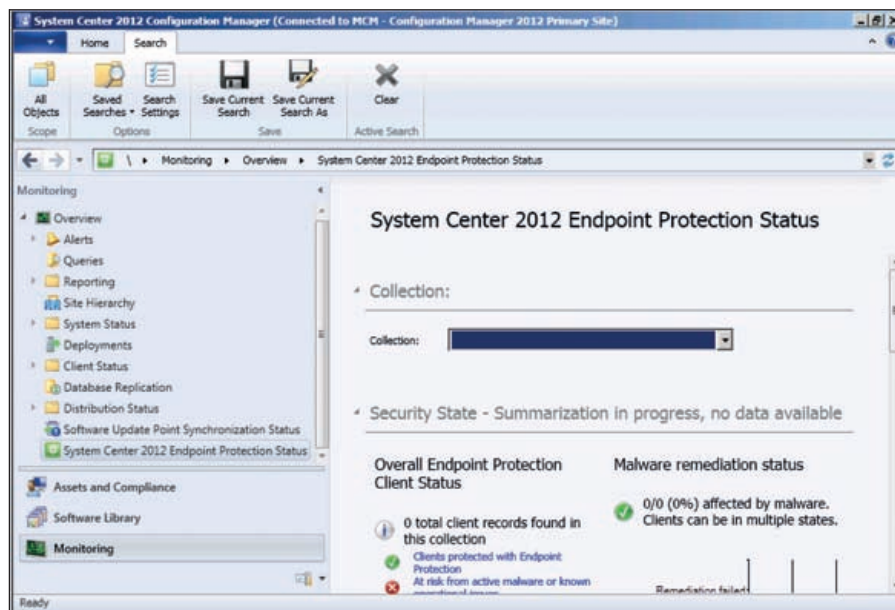 System Center 2012 Configuration Manager (Connected to MCM - Configuration Manager 2012 Primary Site)
Home Search
All Objects
Saved Searches
Search Settings
Save Current Search
Save Current Search As
Clear
Scope
Options
Save
Active Search
\ Monitoring Overview System Center 2012 Endpoint Protection Status
Monitoring
Overview
Alerts
Queries
Reporting
Site Hierarchy
System Status
Deployments
Client Status
Database Replication
Distribution Status
Software Update Point Synchronization Status
System Center 2012 Endpoint Protection Status
Assets and Compliance
Software Library
Monitoring
System Center 2012 Endpoint Protection Status
Collection:
Collection:
Security State - Summarization in progress, no data available
Overall Endpoint Protection
Client Status
0 total client records found in
this collection
Clients protected with Endpoint
Protection
At risk from active malware or known
operational issues
Malware remediation status
0/0 (0%) affected by malware.
Clients can be in multiple states.
Remediation failed
Ready